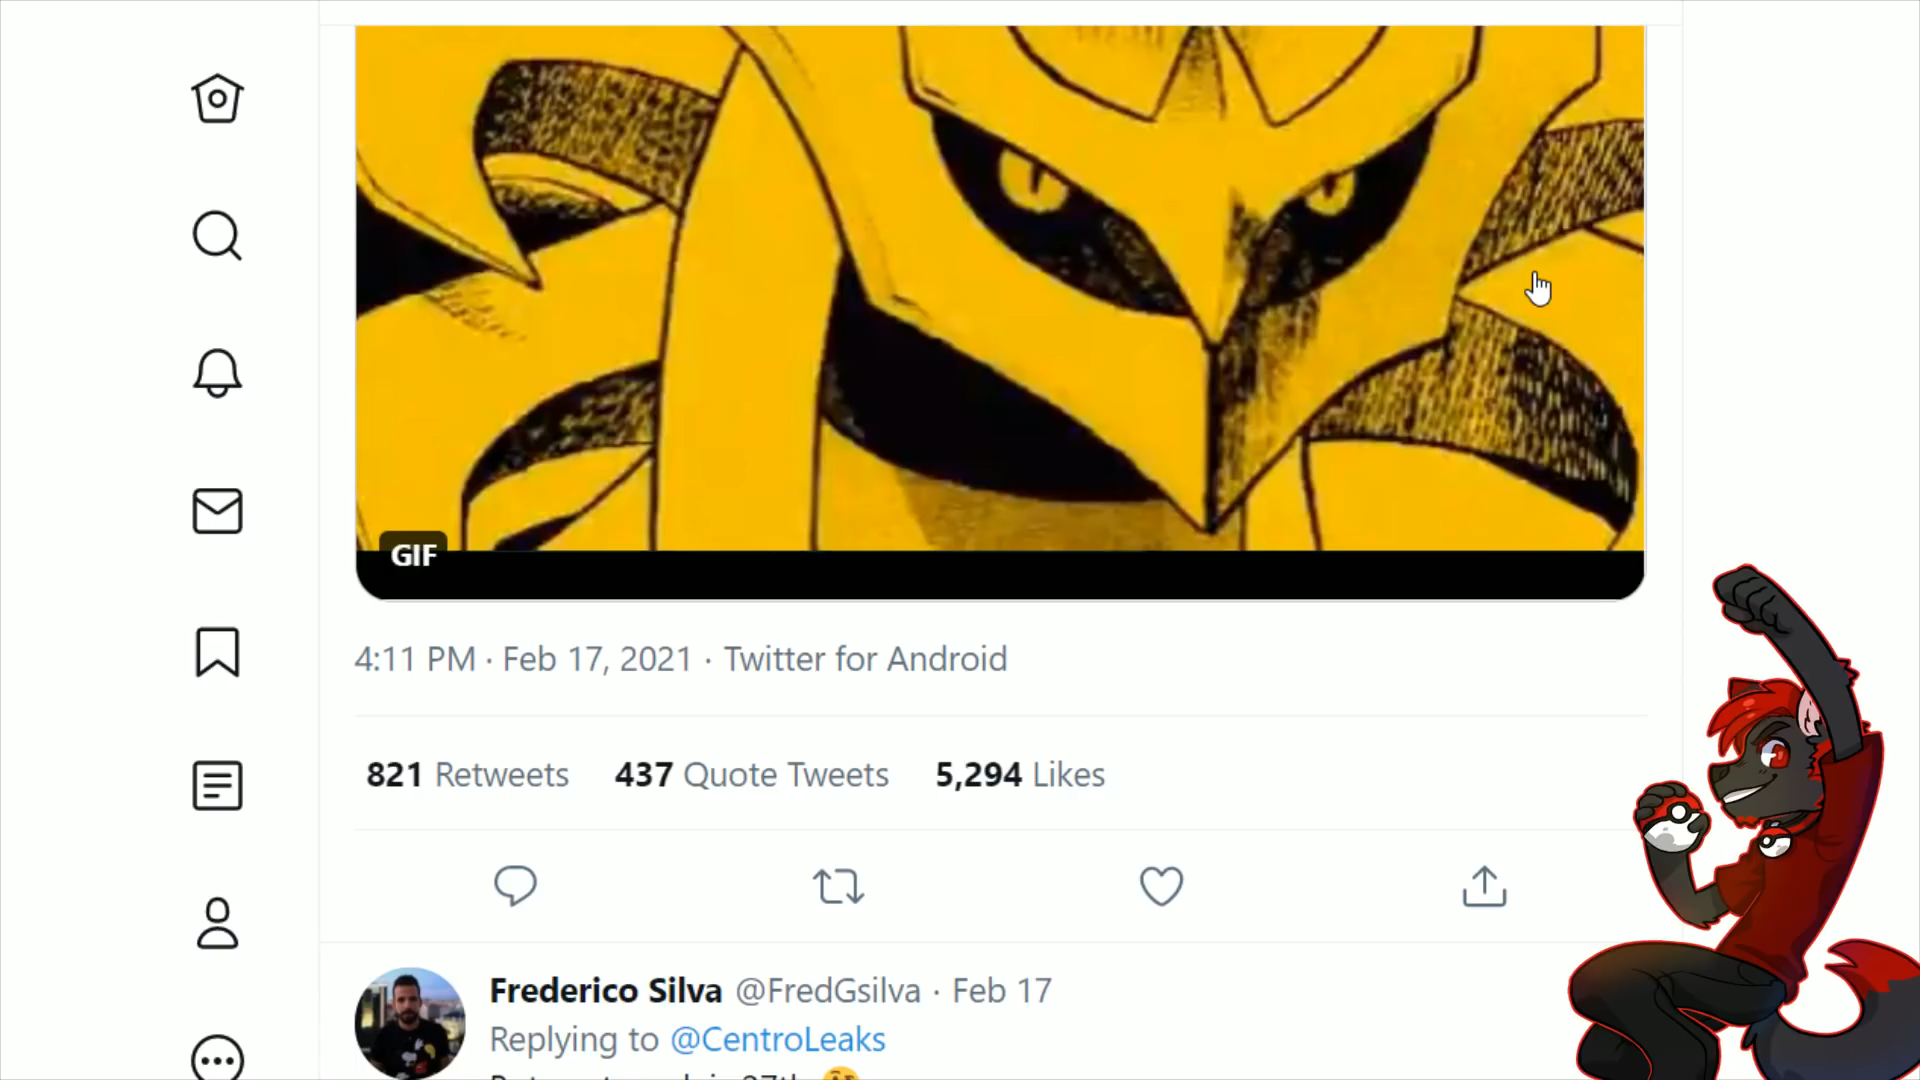 GIF
4:11 PM · Feb 17, 2021 · Twitter for Android
821 Retweets 437 Quote Tweets 5,294 Likes
Frederico Silva @FredGsilva · Feb 17
Replying to @CentroLeaks